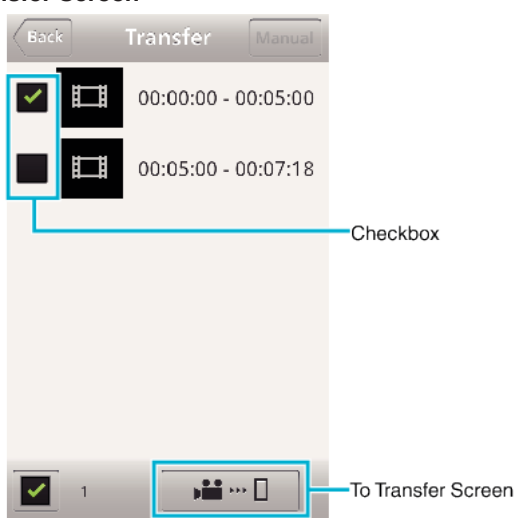 Back Transfer Manual
00:00:00 - 00:05:00
00:05:00 - 00:07:18
Checkbox
1
To Transfer Screen